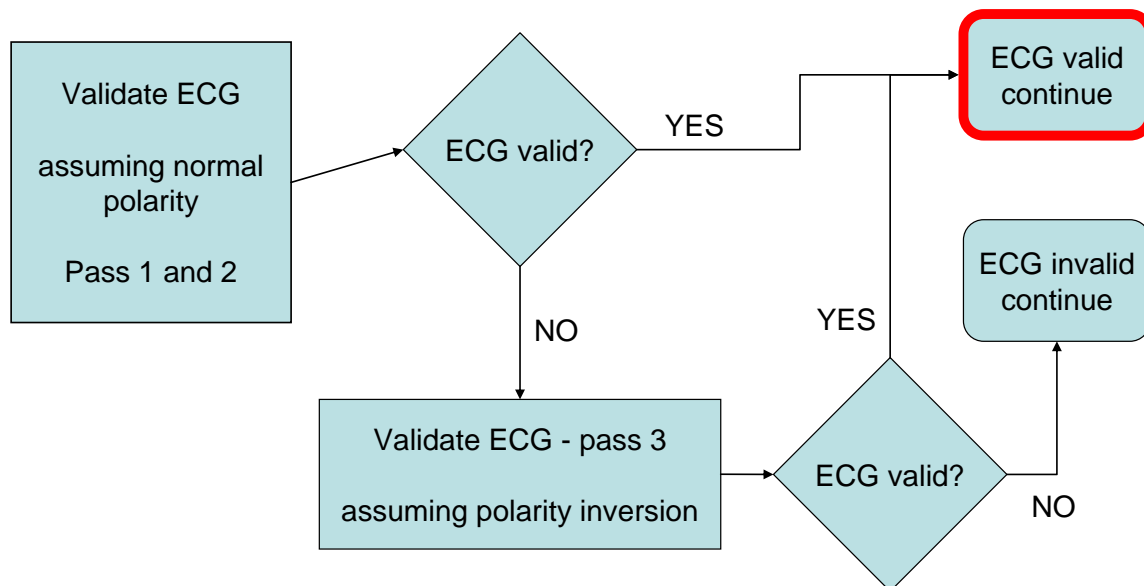 Validate ECG
assuming normal
polarity
Pass 1 and 2
ECG valid?
YES
ECG valid
continue
NO
Validate ECG - pass 3
assuming polarity inversion
ECG valid?
YES
NO
ECG invalid
continue